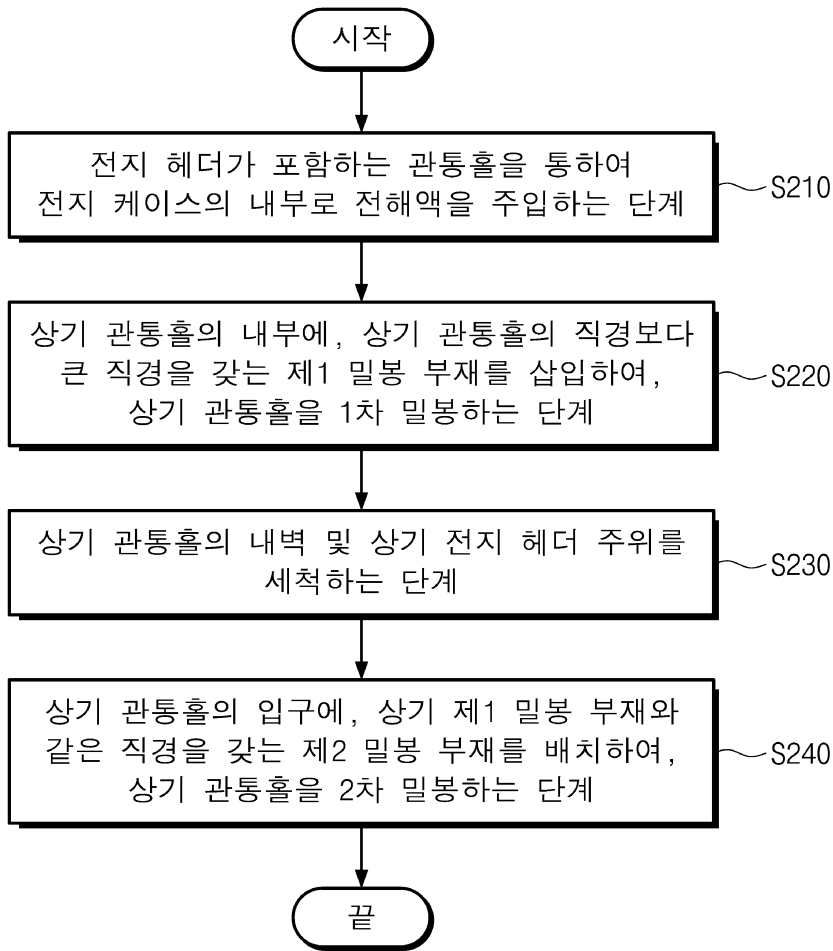 시작
전지 헤더가 포함하는 관통홀을 통하여
전지 케이스의 내부로 전해액을 주입하는 단계
S210
상기 관통홀의 내부에, 상기 관통홀의 직경보다
큰 직경을 갖는 제1 밀봉 부재를 삽입하여,
상기 관통홀을 1차 밀봉하는 단계
S220
상기 관통홀의 내벽 및 상기 전지 헤더 주위를
세척하는 단계
S230
상기 관통홀의 입구에, 상기 제1 밀봉 부재와
같은 직경을 갖는 제2 밀봉 부재를 배치하여,
상기 관통홀을 2차 밀봉하는 단계
S240
끝